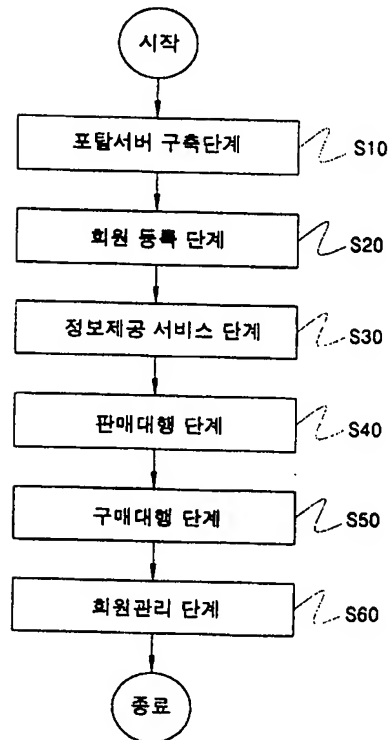 시작
포탈서버 구축단계 S10
회원 등록 단계 S20
정보제공 서비스 단계 S30
판매대행 단계 S40
구매대행 단계 S50
회원관리 단계 S60
종료